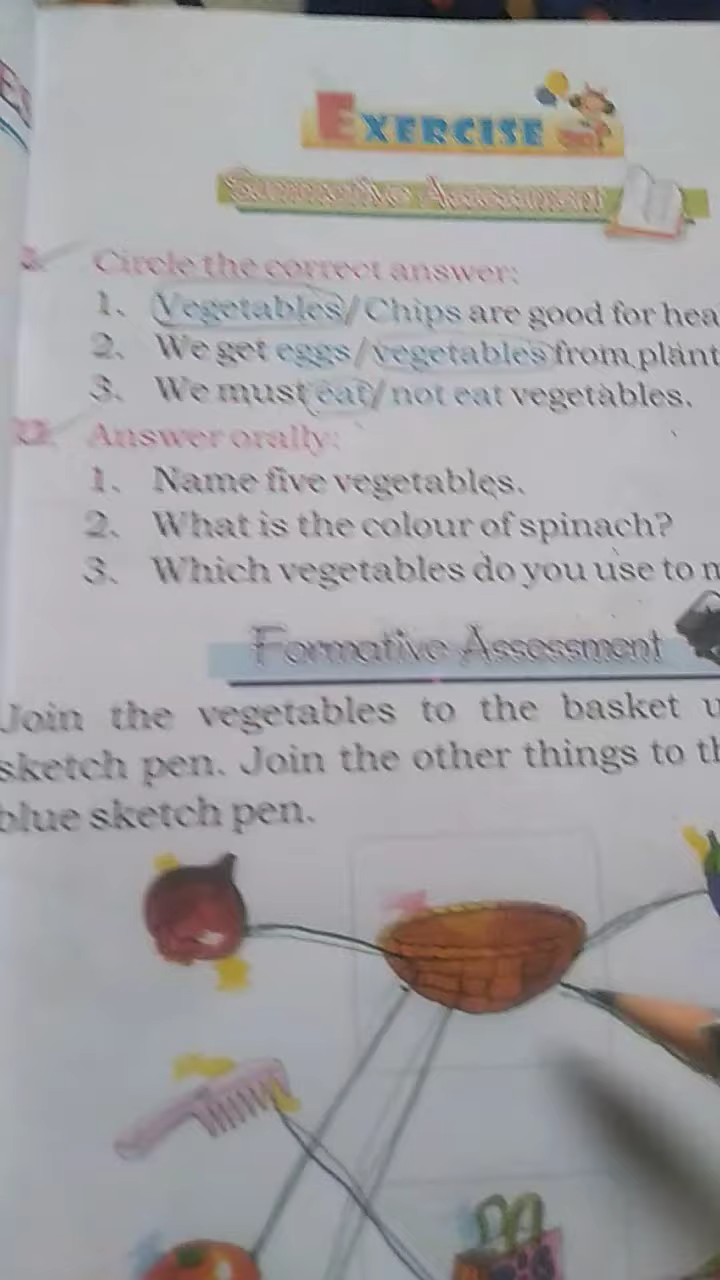 EXERCISE
Summative Assessment
Circle the correct answer:
1. Vegetables/Chips are good for hea
2. We get eggs/vegetables from plant
3. We must eat/not eat vegetables.
Answer orally:
1. Name five vegetables.
2. What is the colour of spinach?
3. Which vegetables do you use to
Formative Assessment
Join the vegetables to the basket u
sketch pen. Join the other things to th
blue sketch pen.